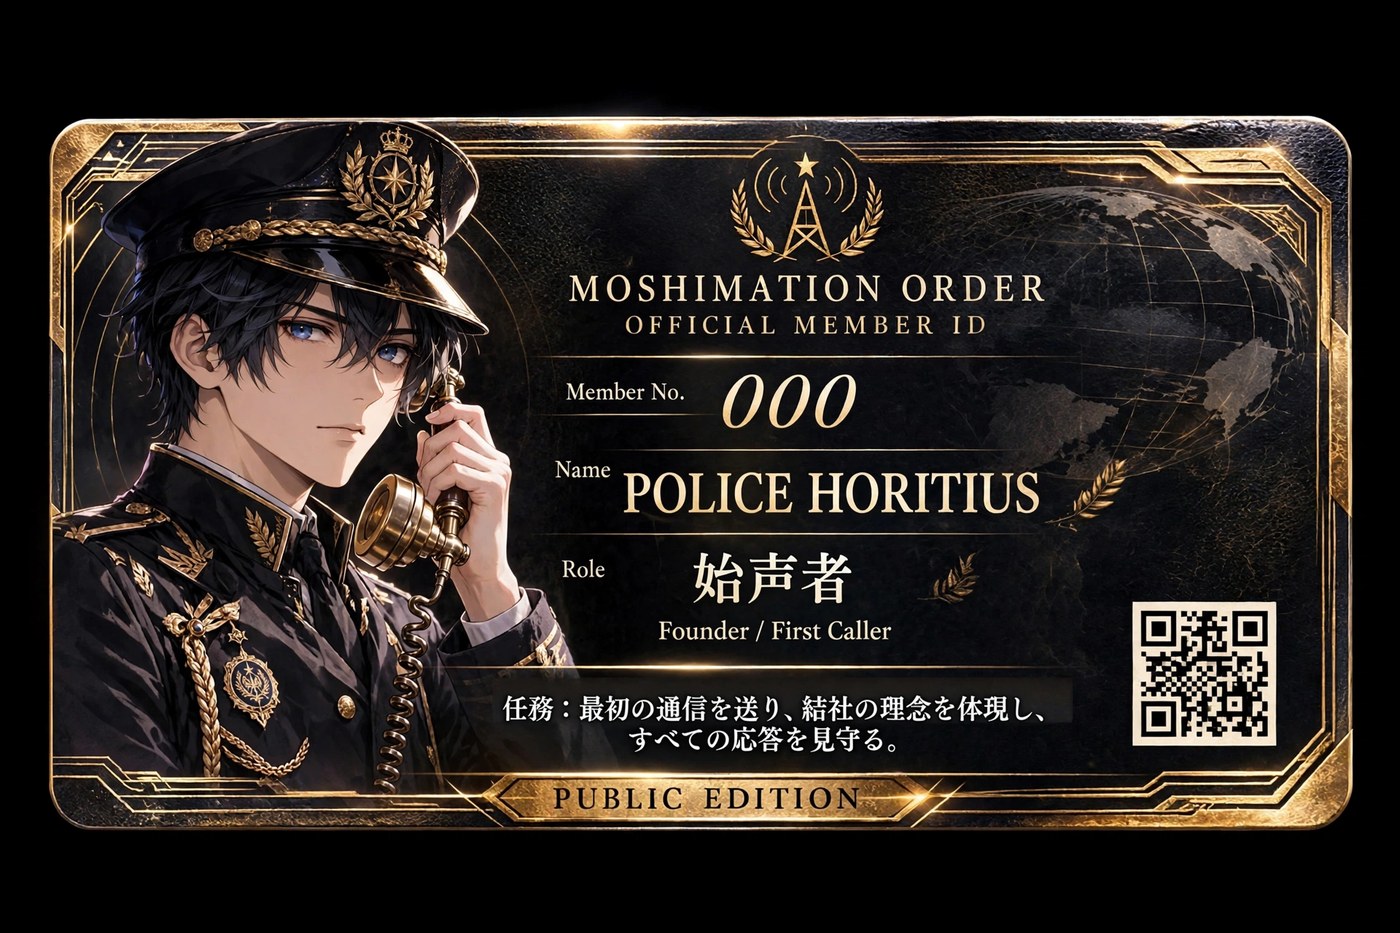 MOSHIMATION ORDER
OFFICIAL MEMBER ID
Member No. 000
Name POLICE HORITIUS
Role 始声者
Founder / First Caller
任務：最初の通信を送り、結社の理念を体現し、
すべての応答を見守る。
PUBLIC EDITION